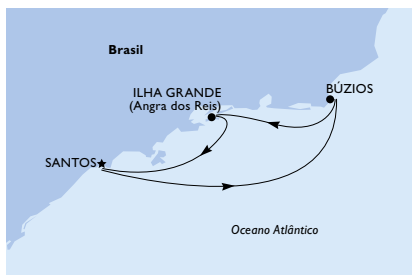 Brasil
ILHA GRANDE
(Angra dos Reis)
BÚZIOS
SANTOS
Oceano Atlântico